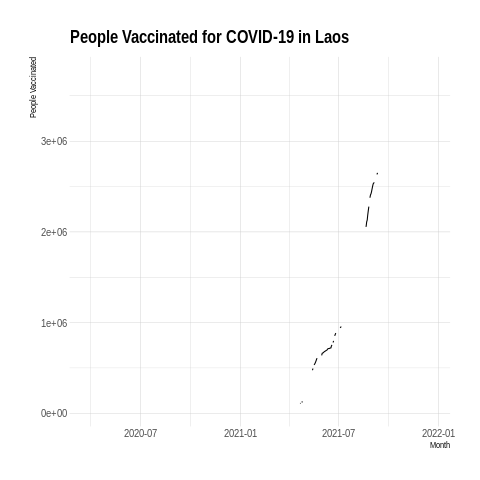 People Vaccinated for COVID-19 in Laos
People Vaccinated
3e+06
2e+06
1e+06
0e+00
2020-07 2021-01 2021-07 2022-01
Month